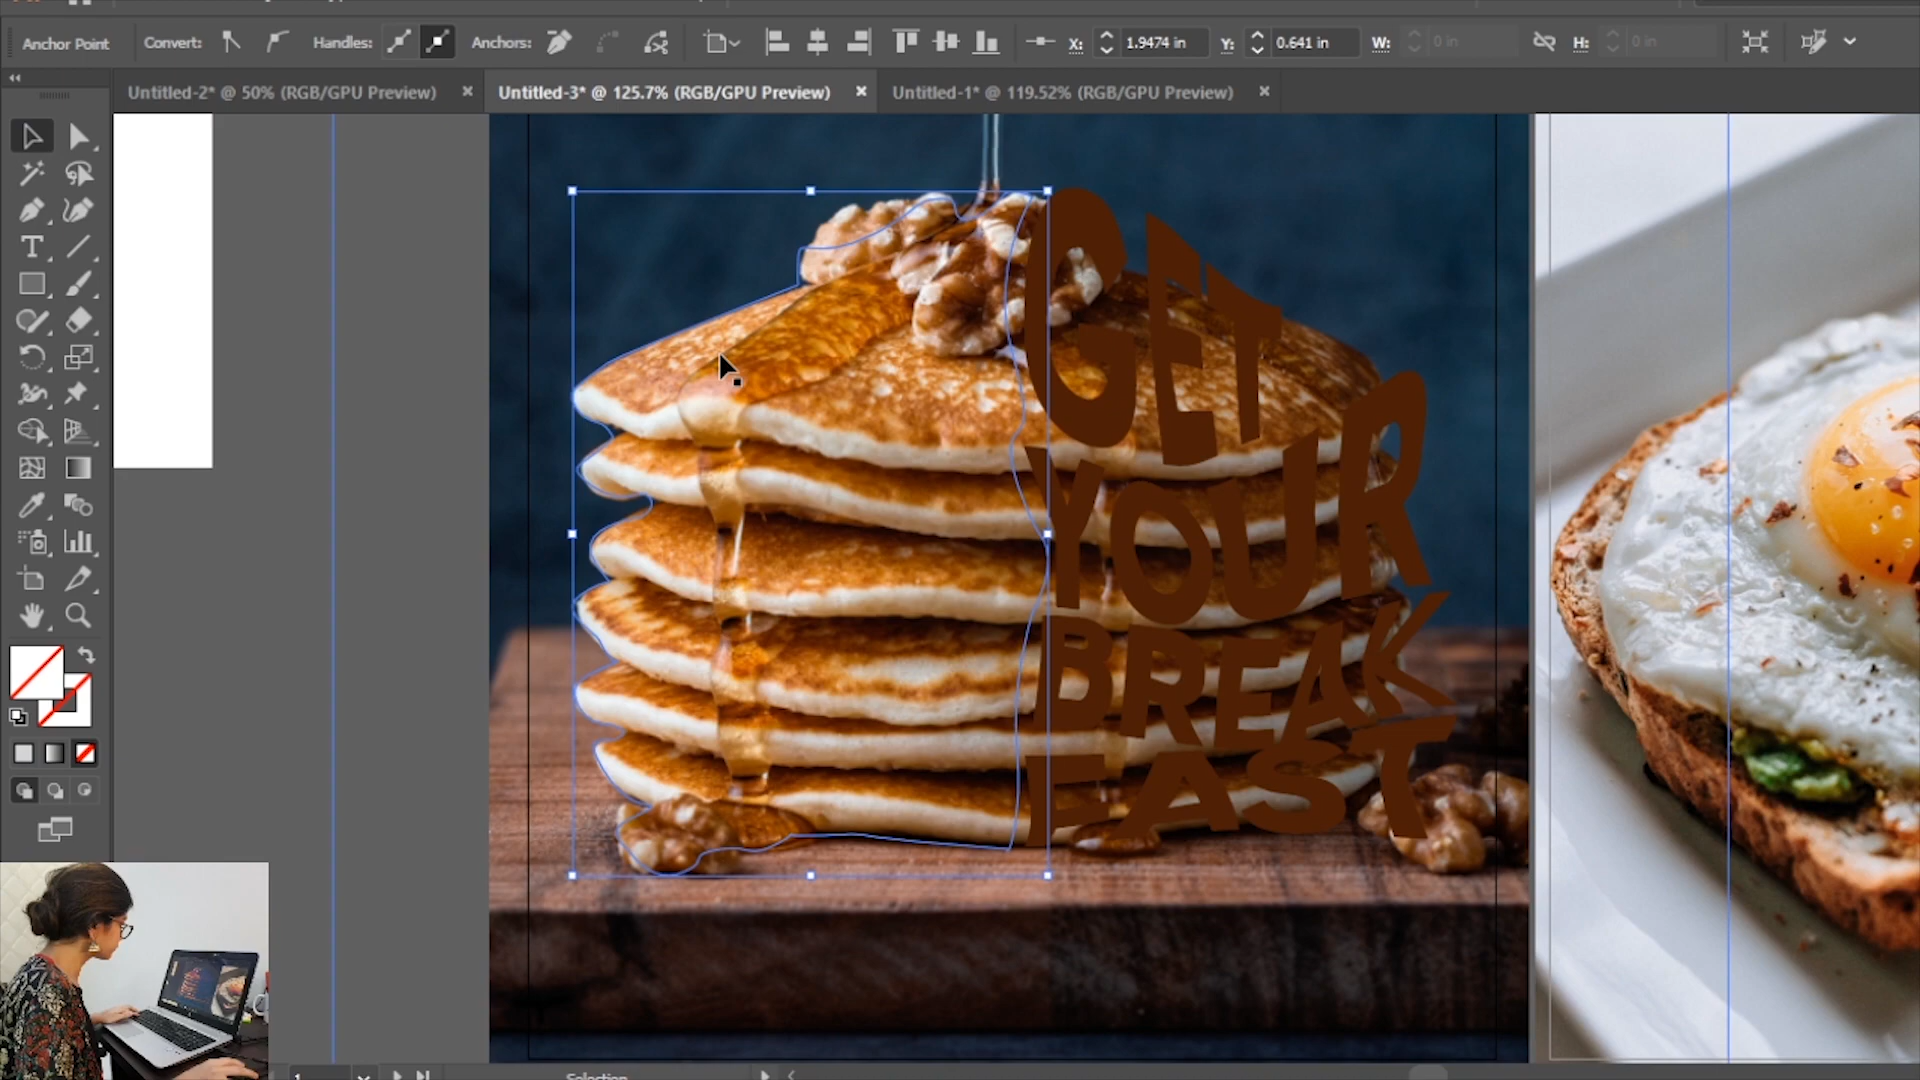 Anchor Point Convert: Handles: Anchors: X: 1.9474 in Y: 0.641 in W: 0 in H: 0 in
Untitled-2* @ 50% (RGB/GPU Preview) × Untitled-3* @ 125.7% (RGB/GPU Preview) × Untitled-1* @ 119.52% (RGB/GPU Preview) ×
GET
YOUR
BREAK
EAST
1 Selection